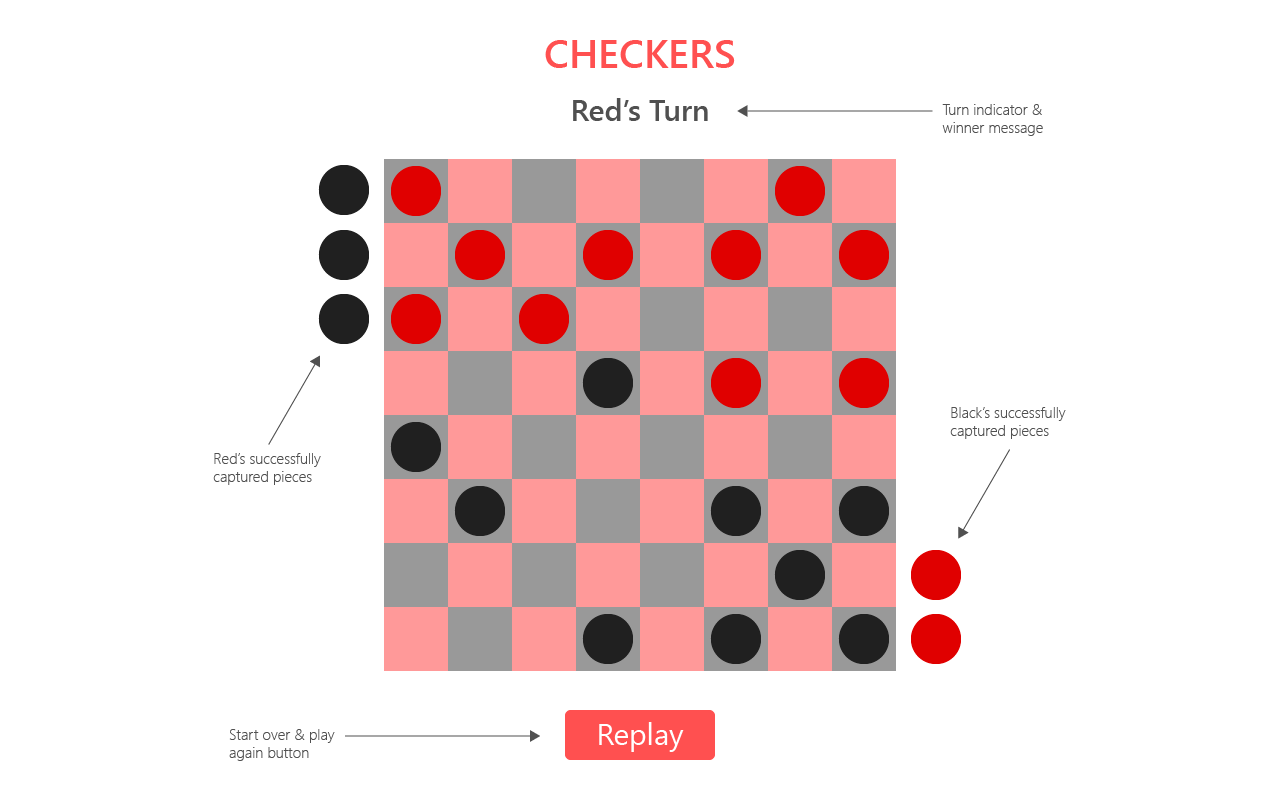 CHECKERS
Red’s Turn
Turn indicator &
winner message
Black’s successfully
captured pieces
Red’s successfully
captured pieces
Start over & play
again button
Replay